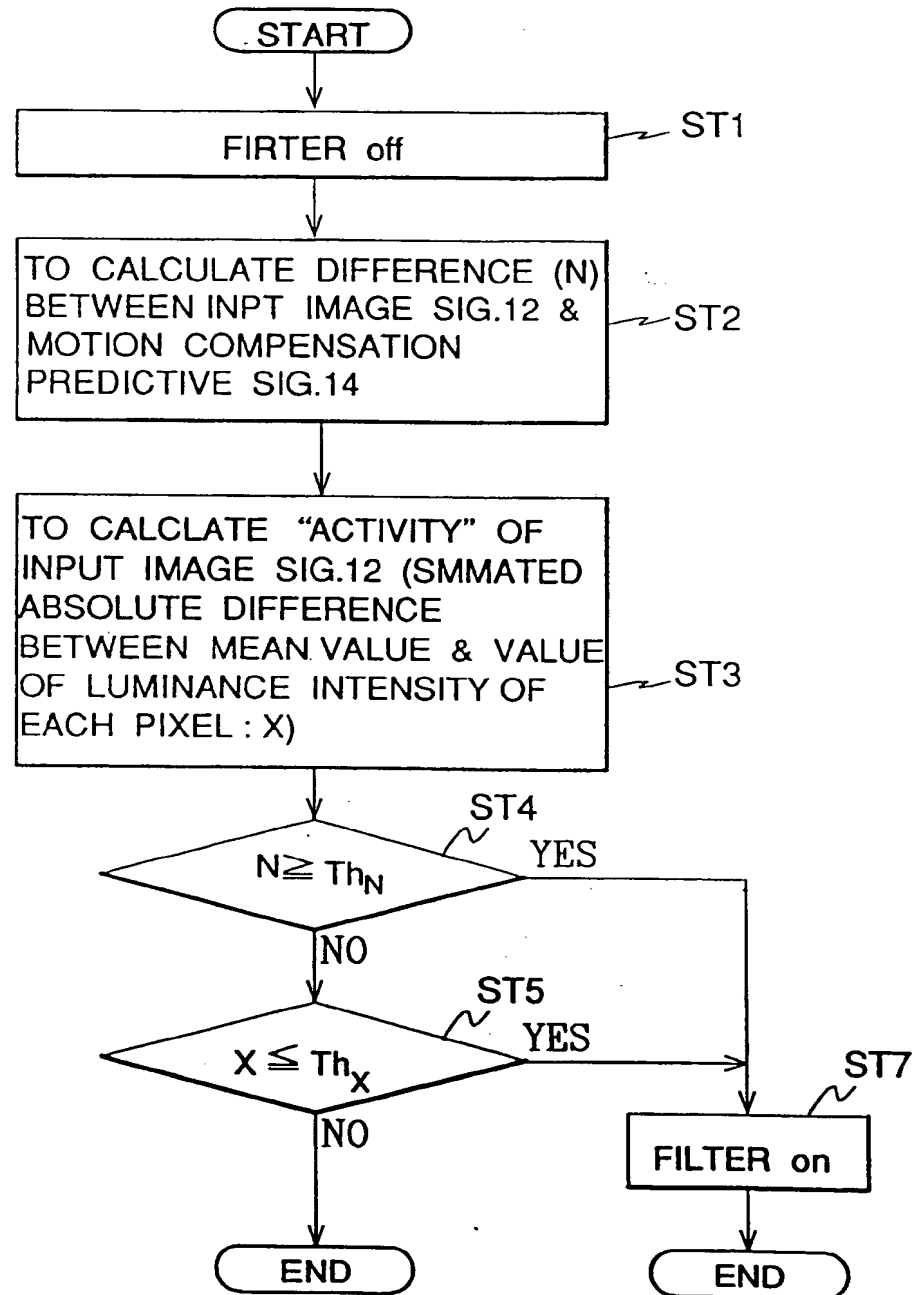 START
FIRTER off
ST1
TO CALCULATE DIFFERENCE (N)
BETWEEN INPT IMAGE SIG.12 &
MOTION COMPENSATION
PREDICTIVE SIG.14
ST2
TO CALCLATE “ACTIVITY” OF
INPUT IMAGE SIG.12 (SMMATED
ABSOLUTE DIFFERENCE
BETWEEN MEAN VALUE & VALUE
OF LUMINANCE INTENSITY OF
EACH PIXEL : X)
ST3
ST4
N≧ ThN
YES
NO
ST5
X ≦ ThX
YES
NO
ST7
FILTER on
END
END